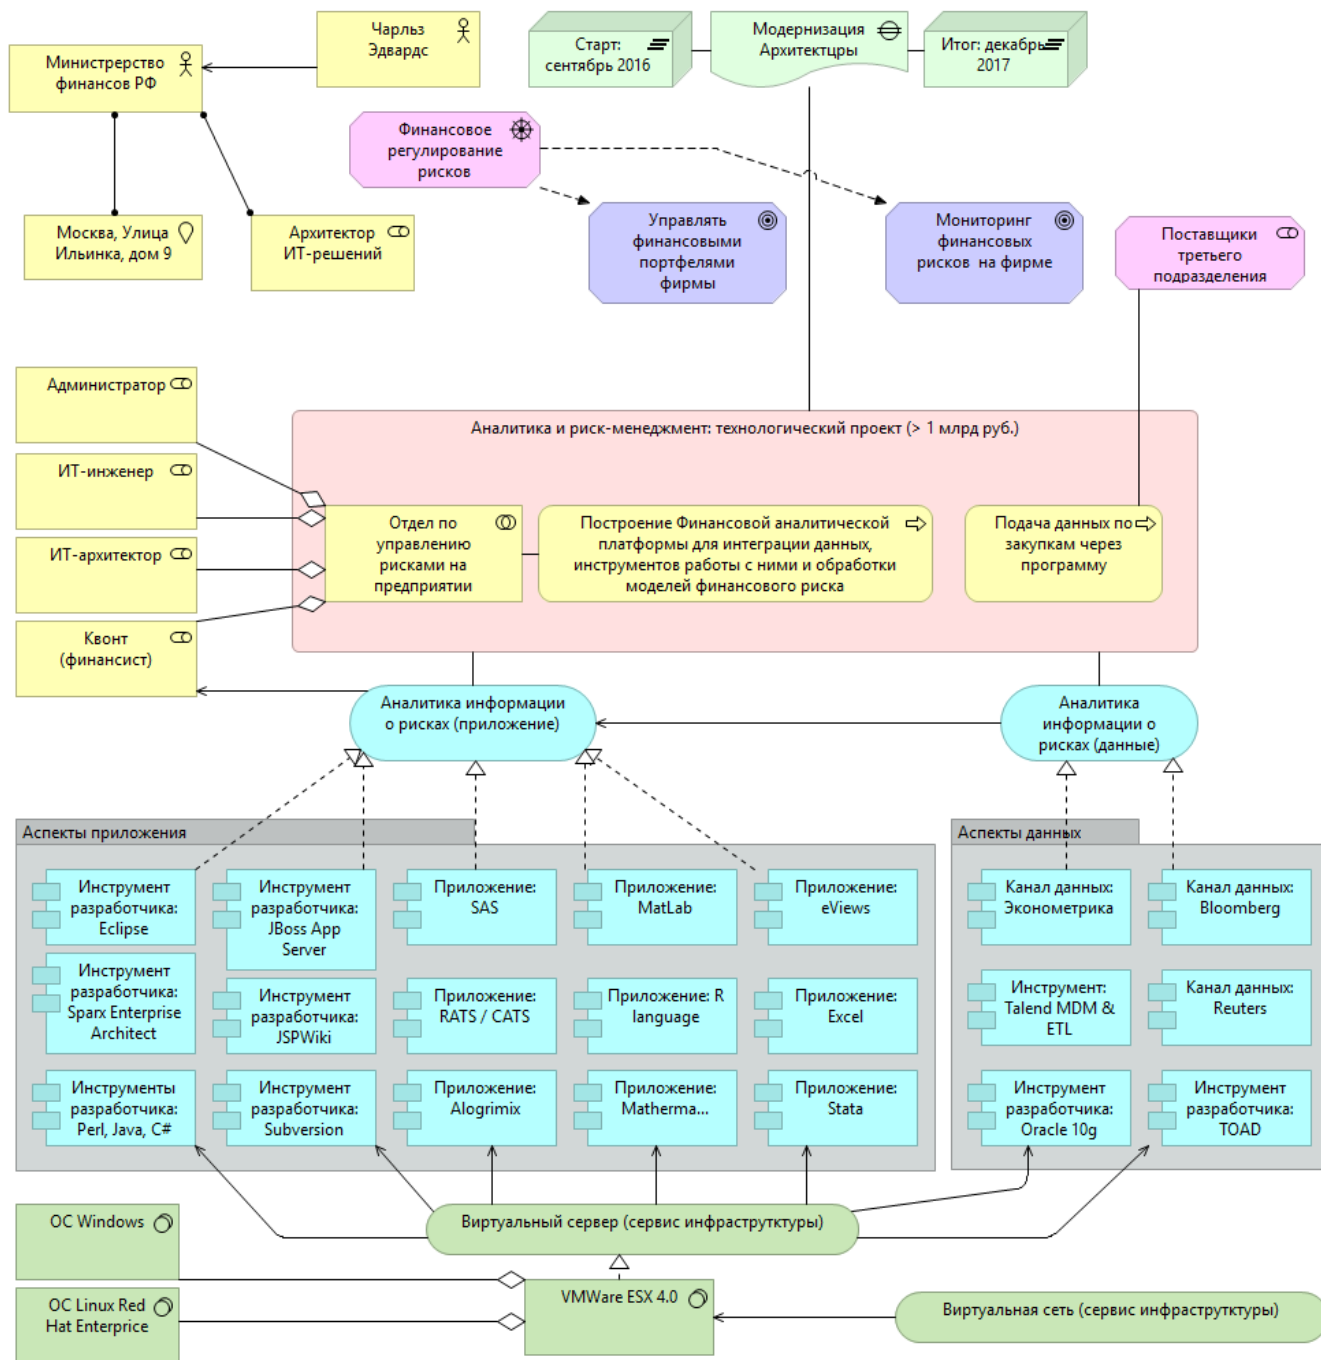 Чарльз
Эдвардс
Министрерство
финансов РФ
Москва, Улица
Ильинка, дом 9
Архитектор
ИТ-решений
Старт:
сентябрь 2016
Модернизация
Архитектцры
Итог: декабрь
2017
Финансовое
регулирование
рисков
Управлять
финансовыми
портфелями
фирмы
Мониторинг
финансовых
рисков на фирме
Поставщики
третьего
подразделения
Администратор
ИТ-инженер
ИТ-архитектор
Квонт
(финансист)
Аналитика и риск-менеджмент: технологический проект (> 1 млрд руб.)
Отдел по
управлению
рисками на
предприятии
Построение Финансовой аналитической
платформы для интеграции данных,
инструментов работы с ними и обработки
моделей финансового риска
Подача данных по
закупкам через
программу
Аналитика информации
о рисках (приложение)
Аналитика
информации о
рисках (данные)
Аспекты приложения
Инструмент
разработчика:
Eclipse
Инструмент
разработчика:
JBoss App
Server
Приложение:
SAS
Приложение:
MatLab
Приложение:
eViews
Инструмент
разработчика:
Sparx Enterprise
Architect
Инструмент
разработчика:
JSPWiki
Приложение:
RATS / CATS
Приложение: R
language
Приложение:
Excel
Инструменты
разработчика:
Perl, Java, C#
Инструмент
разработчика:
Subversion
Приложение:
Alogrimix
Приложение:
Matherma...
Приложение:
Stata
Аспекты данных
Канал данных:
Эконометрика
Канал данных:
Bloomberg
Инструмент:
Talend MDM &
ETL
Канал данных:
Reuters
Инструмент
разработчика:
Oracle 10g
Инструмент
разработчика:
TOAD
Виртуальный сервер (сервис инфраструтктуры)
ОС Windows
ОС Linux Red
Hat Enterprice
VMWare ESX 4.0
Виртуальная сеть (сервис инфраструтктуры)